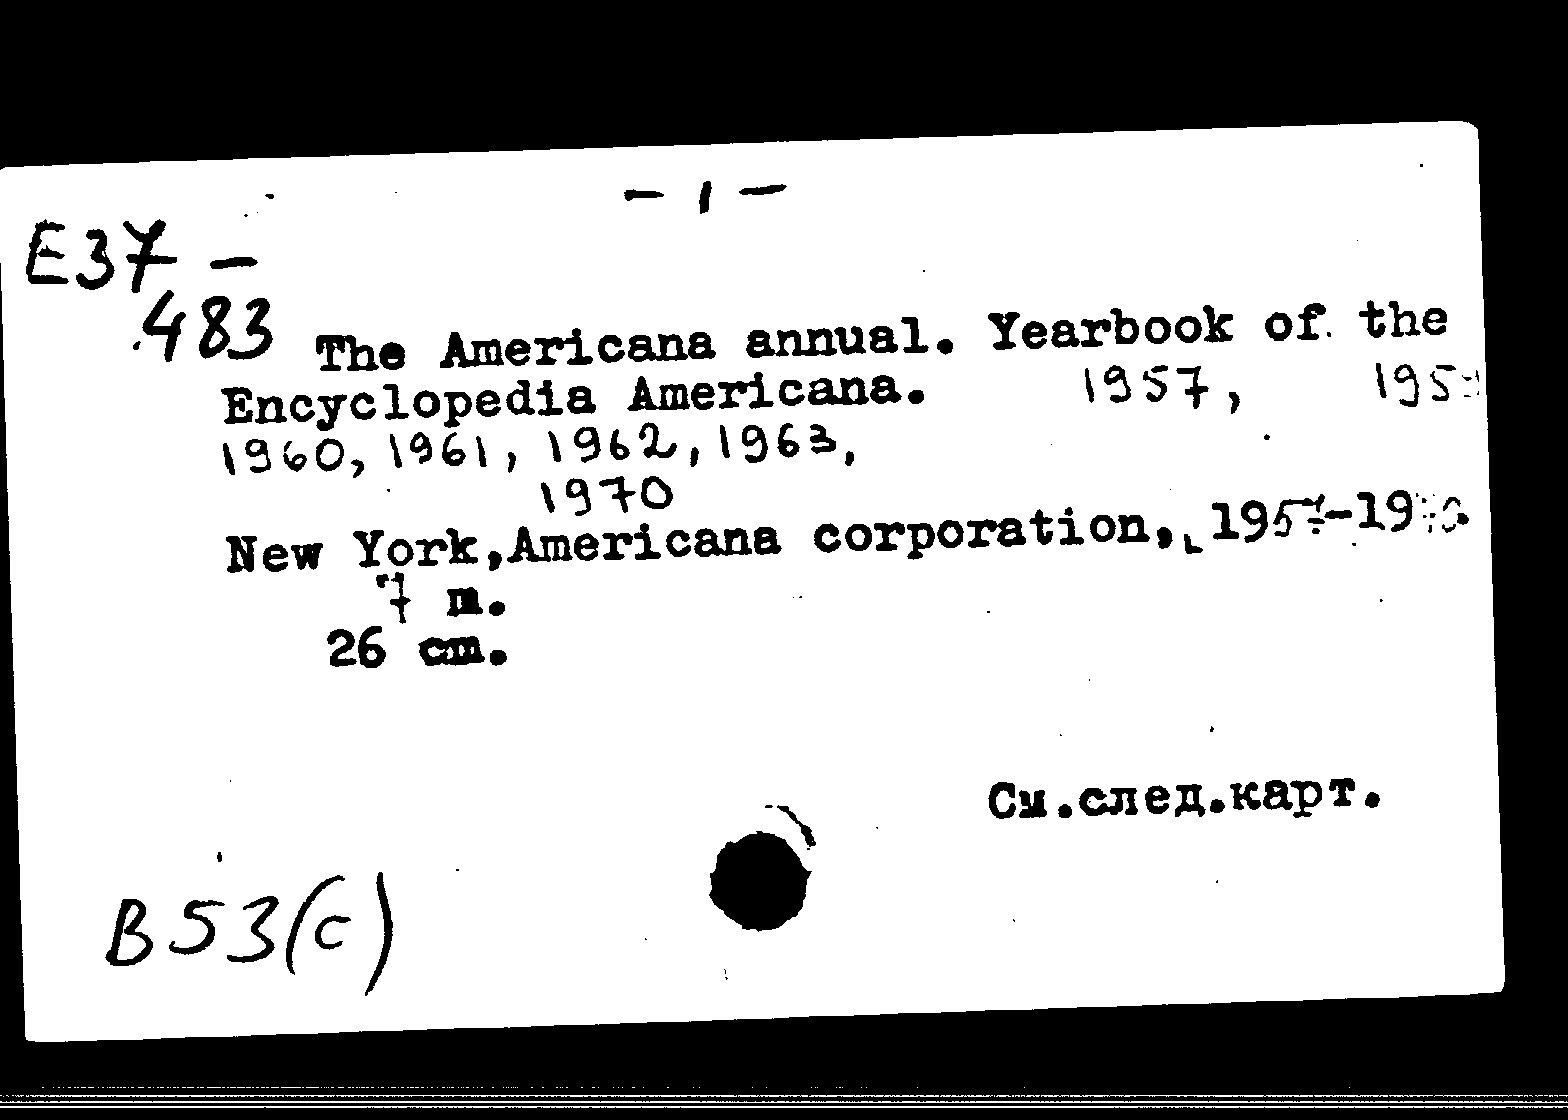 - 1 -
E37 -
483
The Americana annual. Yearbook of the
Encyclopedia Americana. 1957,
1960, 1961, 1962, 1963,
1970
New York, Americana corporation,
7 m.
26 cm.
См.след.карт.
B53(c)